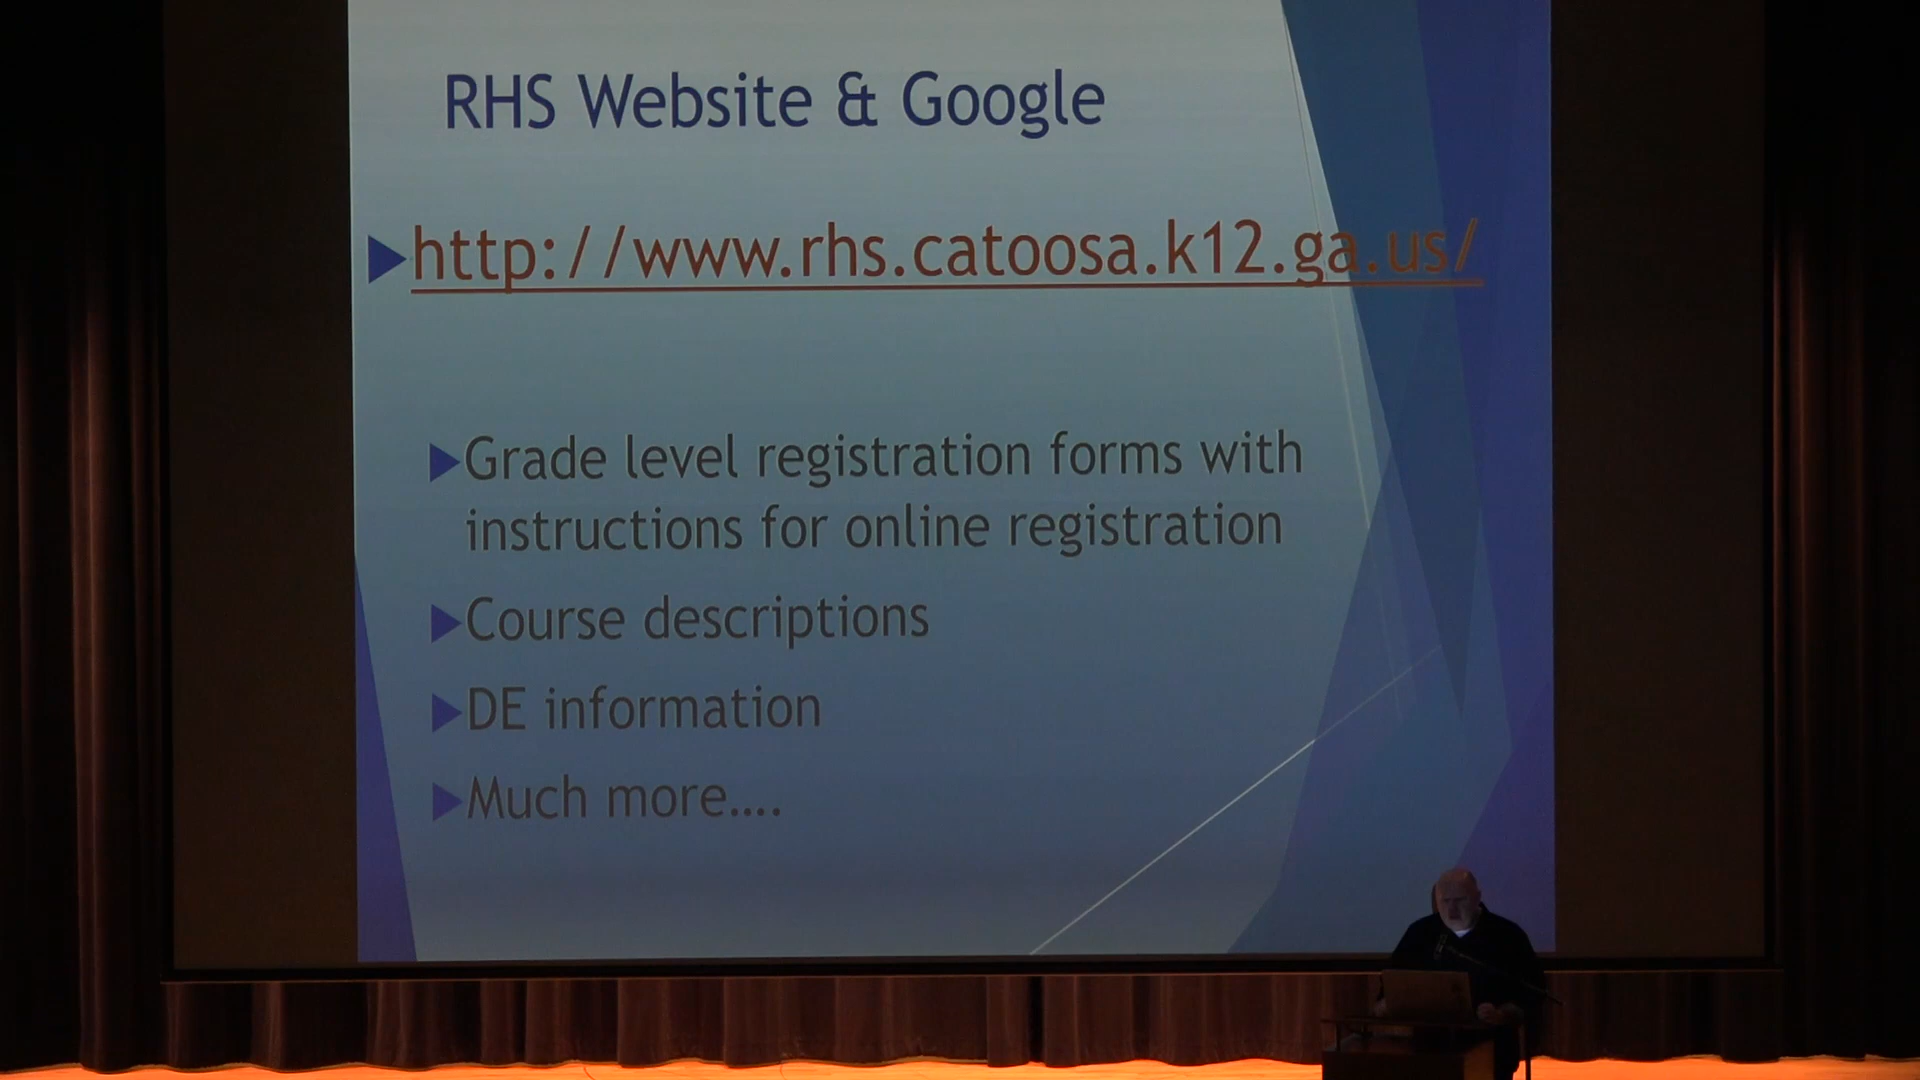 RHS Website & Google
http://www.rhs.catoosa.k12.ga.us/
Grade level registration forms with
instructions for online registration
Course descriptions
DE information
Much more....